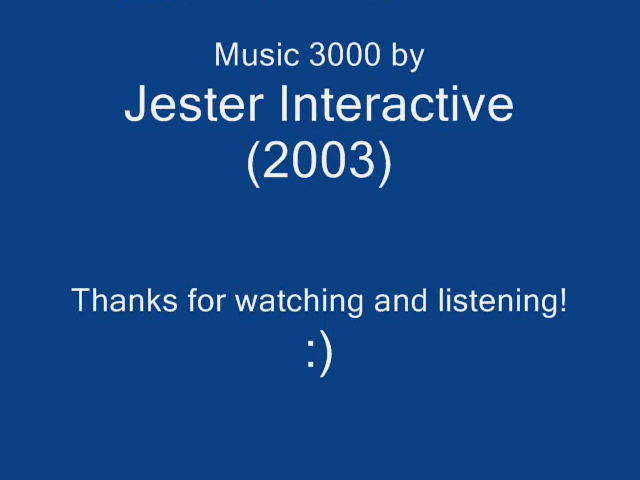 Music 3000 by
Jester Interactive
(2003)
Thanks for watching and listening!
:)